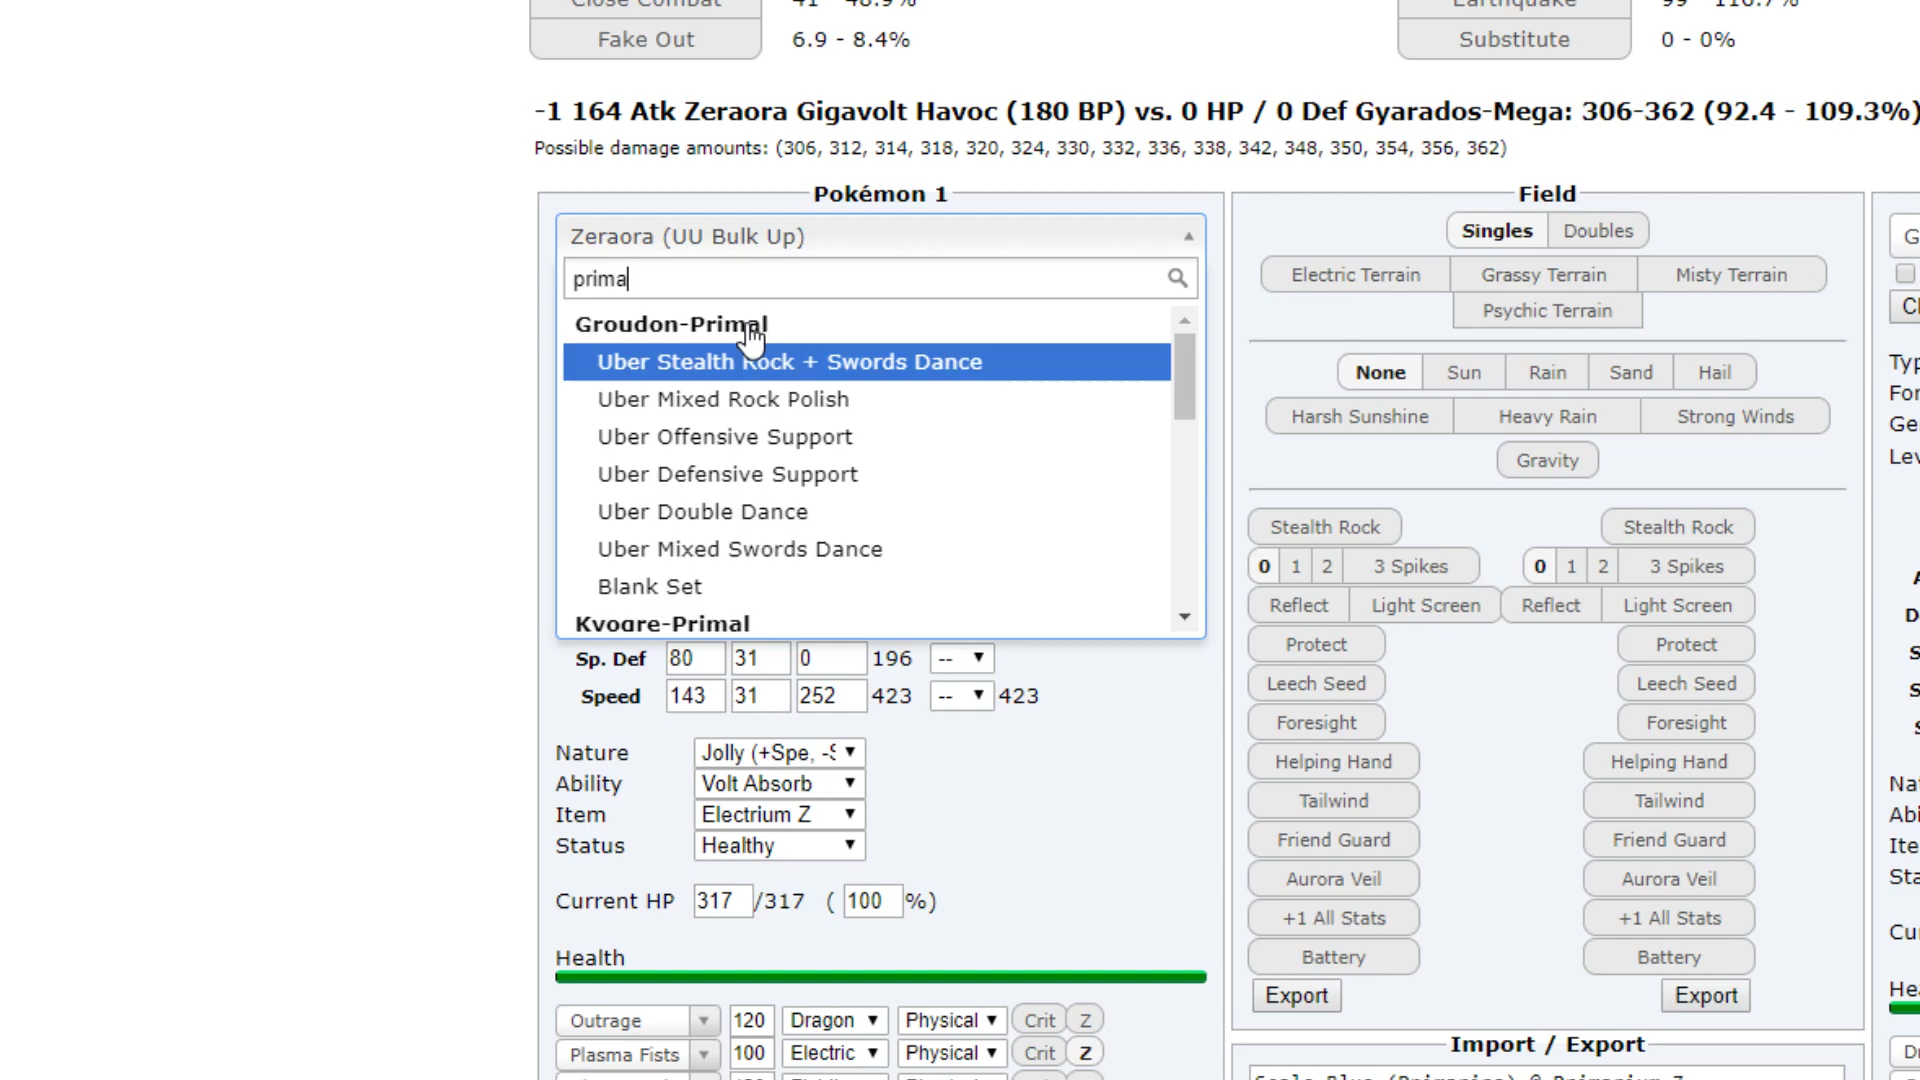 Close Combat 41 - 48.9% Earthquake 99 - 116.7%
Fake Out 6.9 - 8.4% Substitute 0 - 0%
-1 164 Atk Zeraora Gigavolt Havoc (180 BP) vs. 0 HP / 0 Def Gyarados-Mega: 306-362 (92.4 - 109.3%)
Possible damage amounts: (306, 312, 314, 318, 320, 324, 330, 332, 336, 338, 342, 348, 350, 354, 356, 362)
Pokémon 1
Zeraora (UU Bulk Up)
prima
Groudon-Primal
Uber Stealth Rock + Swords Dance
Uber Mixed Rock Polish
Uber Offensive Support
Uber Defensive Support
Uber Double Dance
Uber Mixed Swords Dance
Blank Set
Kyogre-Primal
Sp. Def 80 31 0 196 --
Speed 143 31 252 423 -- 423
Nature Jolly (+Spe, -S
Ability Volt Absorb
Item Electrium Z
Status Healthy
Current HP 317 /317 ( 100 %)
Health
Outrage 120 Dragon Physical Crit Z
Plasma Fists 100 Electric Physical Crit Z
Field
Singles Doubles
Electric Terrain Grassy Terrain Misty Terrain
Psychic Terrain
None Sun Rain Sand Hail
Harsh Sunshine Heavy Rain Strong Winds
Gravity
Stealth Rock Stealth Rock
0 1 2 3 Spikes 0 1 2 3 Spikes
Reflect Light Screen Reflect Light Screen
Protect Protect
Leech Seed Leech Seed
Foresight Foresight
Helping Hand Helping Hand
Tailwind Tailwind
Friend Guard Friend Guard
Aurora Veil Aurora Veil
+1 All Stats +1 All Stats
Battery Battery
Export Export
Import / Export